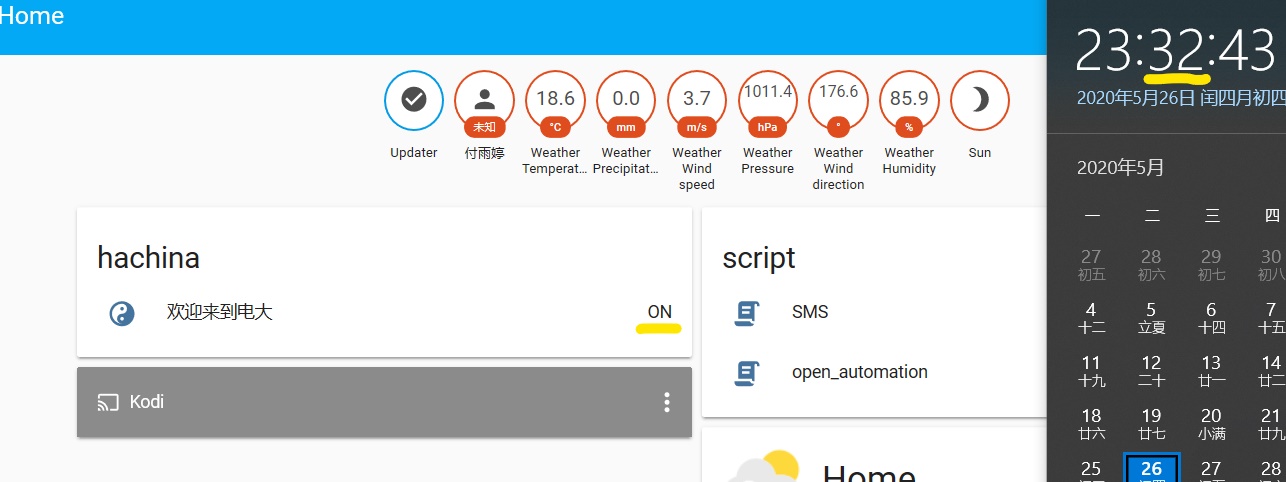 Home
18.6
°C
0.0
mm
3.7
m/s
1011.4
hPa
176.6
°
85.9
%
未知
Updater
付雨婷
Weather
Temperat...
Weather
Precipitat...
Weather
Wind
speed
Weather
Pressure
Weather
Wind
direction
Weather
Humidity
Sun
hachina
欢迎来到电大
ON
Kodi
script
SMS
open_automation
Home
23:32:43
2020年5月26日 闰四月初四
2020年5月
一 二 三 四
27 28 29 30
初五 初六 初七 初八
4 5 6 7
十二 立夏 十四 十五
11 12 13 14
十九 二十 廿一 廿二
18 19 20 21
廿六 廿七 小满 廿九
25 26 27 28